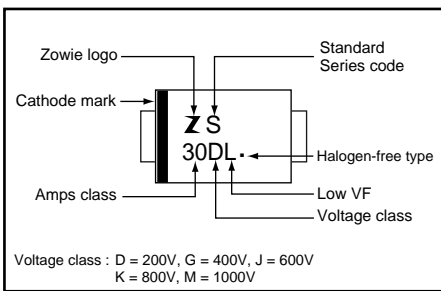 Zowie logo
Standard
Series code
Cathode mark
Z S
30DL.
Halogen-free type
Amps class
Low VF
Voltage class
Voltage class : D = 200V, G = 400V, J = 600V
K = 800V, M = 1000V